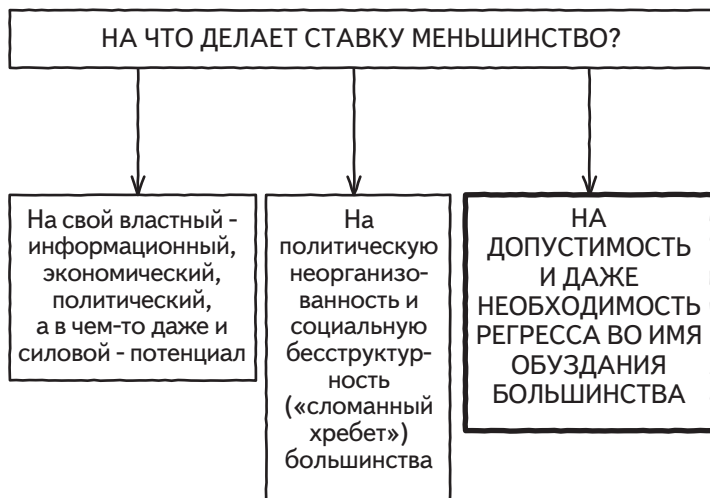 НА ЧТО ДЕЛАЕТ СТАВКУ МЕНЬШИНСТВО?
На свой властный -
информационный,
экономический,
политический,
а в чем-то даже и
силовой - потенциал
На
политическую
неорганизо-
ванность и
социальную
бесструктур-
ность
(«сломанный
хребет»)
большинства
НА
ДОПУСТИМОСТЬ
И ДАЖЕ
НЕОБХОДИМОСТЬ
РЕГРЕССА ВО ИМЯ
ОБУЗДАНИЯ
БОЛЬШИНСТВА